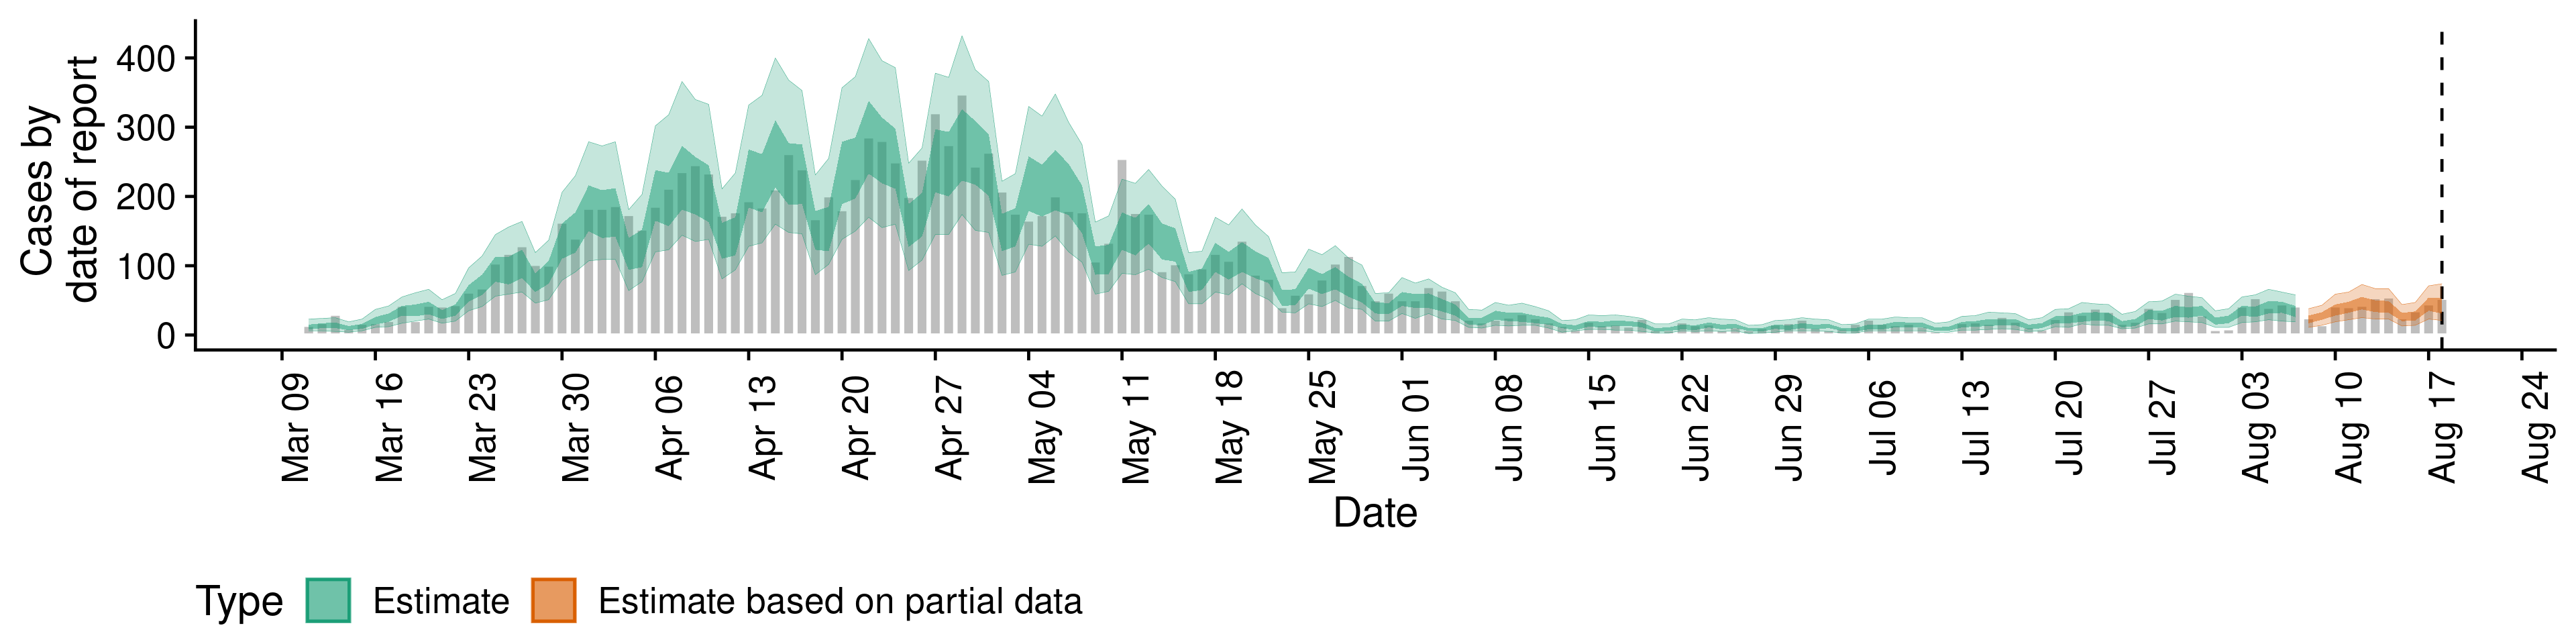 Cases by
date of report
400
300
200
100
0
Mar 09
Mar 16
Mar 23
Mar 30
Apr 06
Apr 13
Apr 20
Apr 27
May 04
May 11
May 18
May 25
Jun 01
Jun 08
Jun 15
Jun 22
Jun 29
Jul 06
Jul 13
Jul 20
Jul 27
Aug 03
Aug 10
Aug 17
Aug 24
Date
Type Estimate Estimate based on partial data